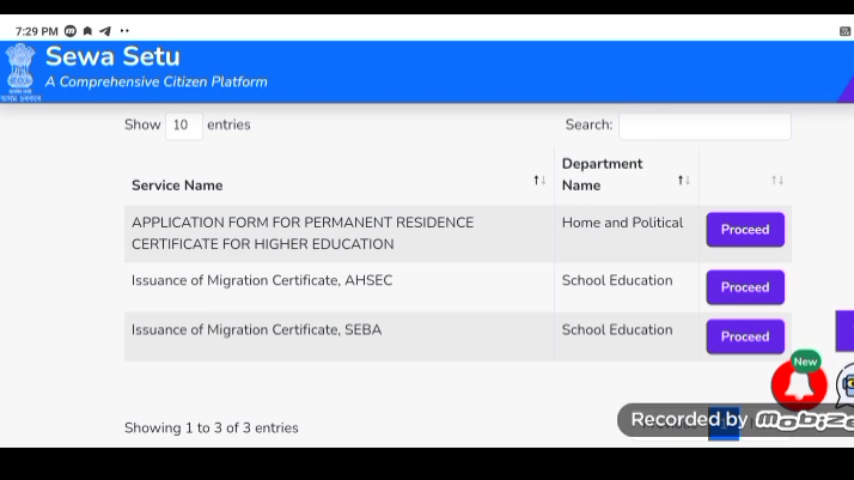 7:29 PM
Sewa Setu
A Comprehensive Citizen Platform
Show 10 entries
Search:
Service Name
Department Name
APPLICATION FORM FOR PERMANENT RESIDENCE
CERTIFICATE FOR HIGHER EDUCATION
Home and Political
Proceed
Issuance of Migration Certificate, AHSEC
School Education
Proceed
Issuance of Migration Certificate, SEBA
School Education
Proceed
New
Showing 1 to 3 of 3 entries
Recorded by